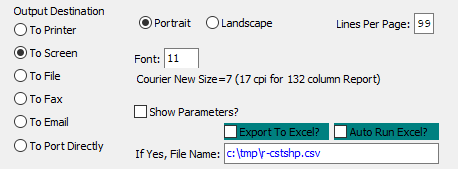 Output Destination
To Printer
To Screen
To File
To Fax
To Email
To Port Directly
Portrait Landscape Lines Per Page: 99
Font: 11
Courier New Size=7 (17 cpi for 132 column Report)
Show Parameters?
Export To Excel? Auto Run Excel?
If Yes, File Name: c:\tmp\r-cstshp.csv